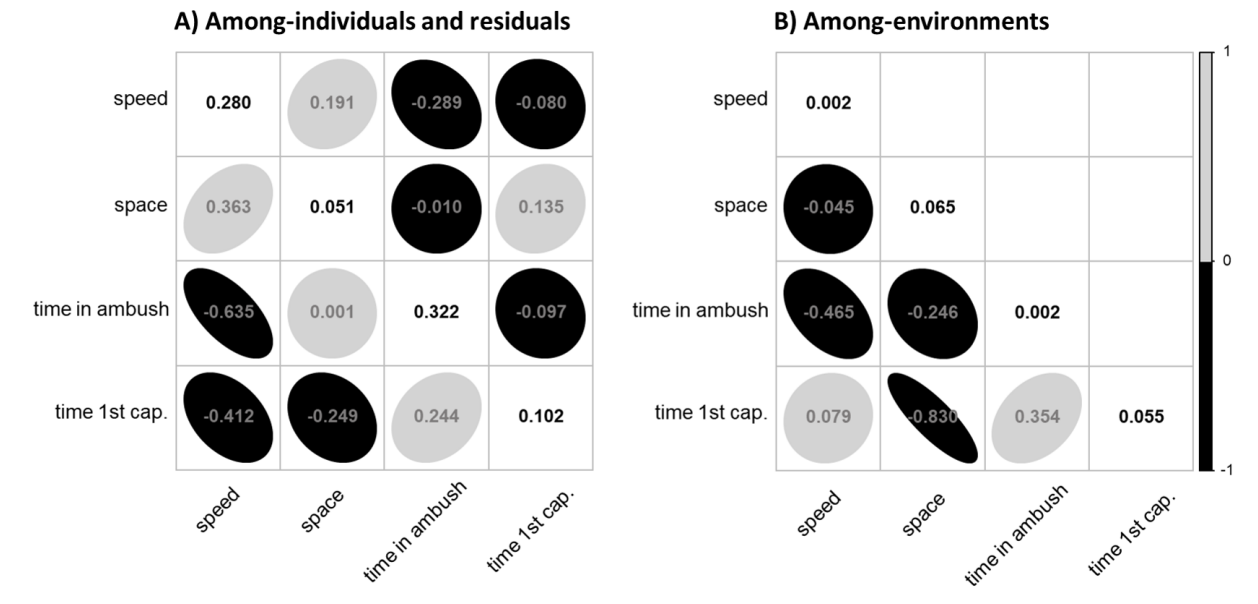 A) Among-individuals and residuals
speed 0.280 0.191 -0.289 -0.080
space 0.363 0.051 -0.010 0.135
time in ambush -0.635 0.001 0.322 -0.097
time 1st cap. -0.412 -0.249 0.244 0.102
speed space time in ambush time 1st cap.
B) Among-environments
speed 0.002
space -0.045 0.065
time in ambush -0.465 -0.246 0.002
time 1st cap. 0.079 -0.830 0.354 0.055
speed space time in ambush time 1st cap.
1
0
-1